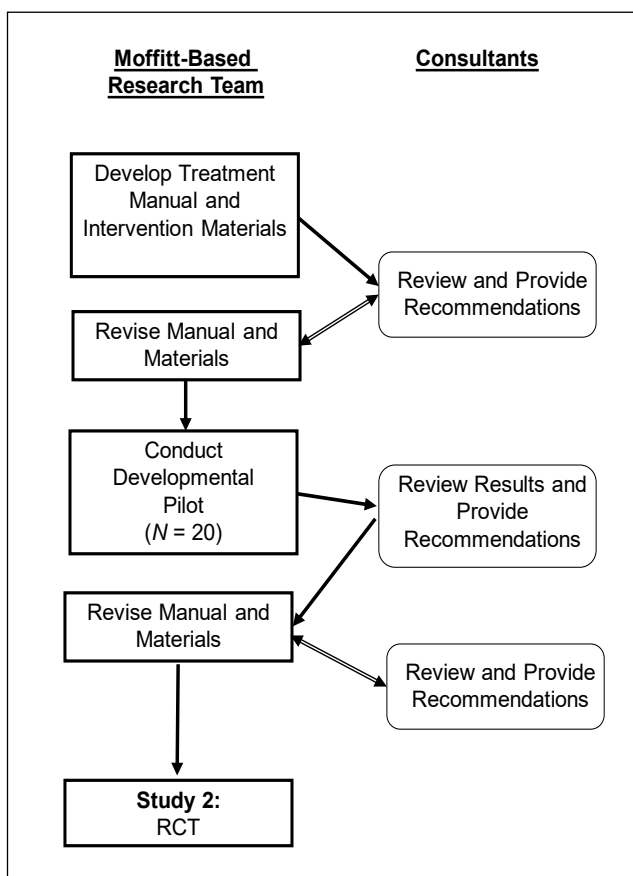 Moffitt-Based
Research Team
Consultants
Develop Treatment
Manual and
Intervention Materials
Review and Provide
Recommendations
Revise Manual and
Materials
Conduct
Developmental
Pilot
(N = 20)
Review Results and
Provide
Recommendations
Revise Manual and
Materials
Review and Provide
Recommendations
Study 2:
RCT